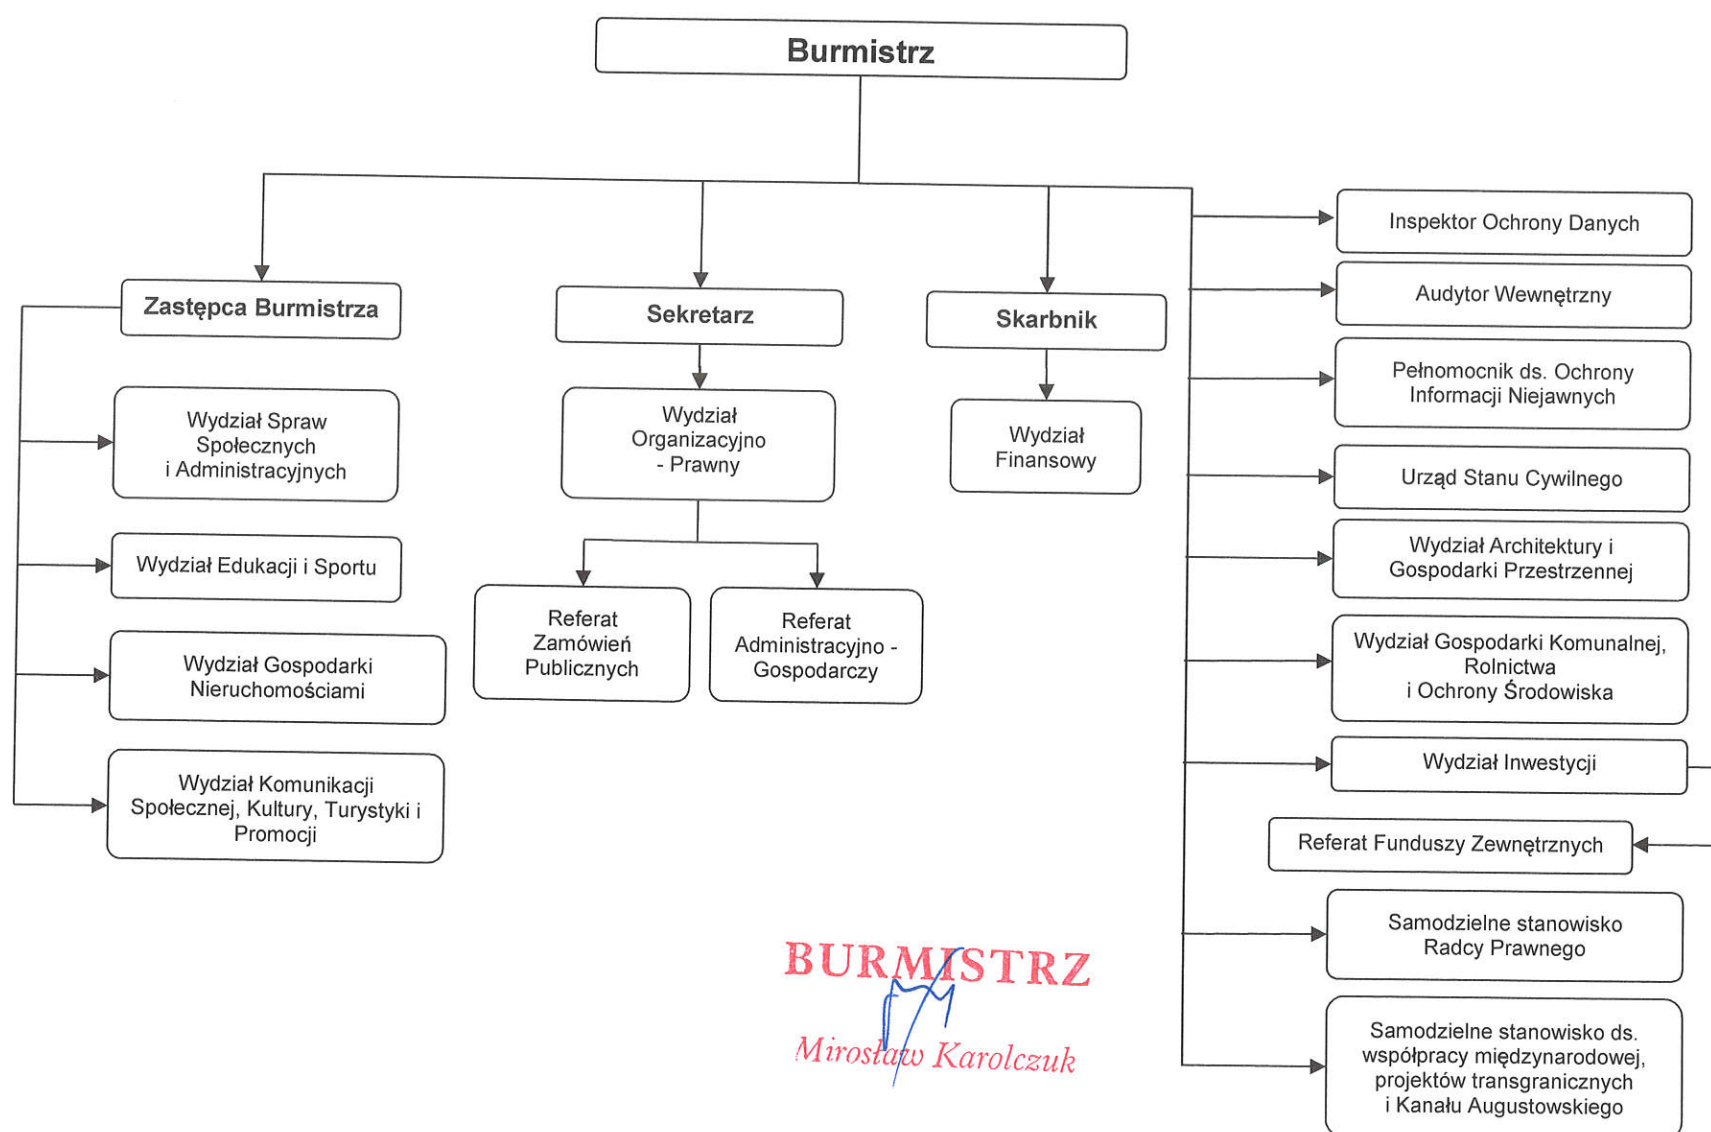 Burmistrz
Zastępca Burmistrza
Wydział Spraw
Społecznych
i Administracyjnych
Wydział Edukacji i Sportu
Wydział Gospodarki
Nieruchomościami
Wydział Komunikacji
Społecznej, Kultury, Turystyki i
Promocji
Sekretarz
Wydział
Organizacyjno
- Prawny
Referat
Zamówień
Publicznych
Referat
Administracyjno -
Gospodarczy
Skarbnik
Wydział
Finansowy
Inspektor Ochrony Danych
Audytor Wewnętrzny
Pełnomocnik ds. Ochrony
Informacji Niejawnych
Urząd Stanu Cywilnego
Wydział Architektury i
Gospodarki Przestrzennej
Wydział Gospodarki Komunalnej,
Rolnictwa
i Ochrony Środowiska
Wydział Inwestycji
Referat Funduszy Zewnętrznych
Samodzielne stanowisko
Radcy Prawnego
Samodzielne stanowisko ds.
współpracy międzynarodowej,
projektów transgranicznych
i Kanału Augustowskiego
BURMISTRZ
Mirosław Karolczuk